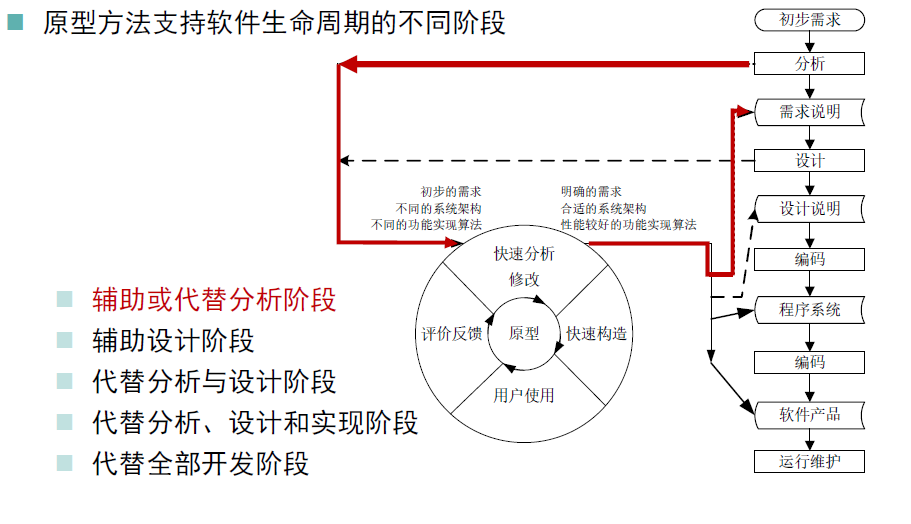 原型方法支持软件生命周期的不同阶段
初步需求
分析
需求说明
设计
设计说明
编码
程序系统
编码
软件产品
运行维护
初步的需求
不同的系统架构
不同的功能实现算法
明确的需求
合适的系统架构
性能较好的功能实现算法
快速分析
修改
评价反馈
原型
快速构造
用户使用
辅助或代替分析阶段
辅助设计阶段
代替分析与设计阶段
代替分析、设计和实现阶段
代替全部开发阶段